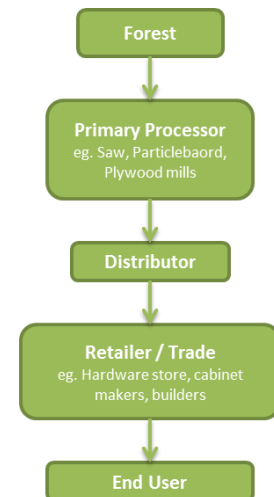 Forest
Primary Processor
eg. Saw, Particlebaord,
Plywood mills
Distributor
Retailer / Trade
eg. Hardware store, cabinet
makers, builders
End User